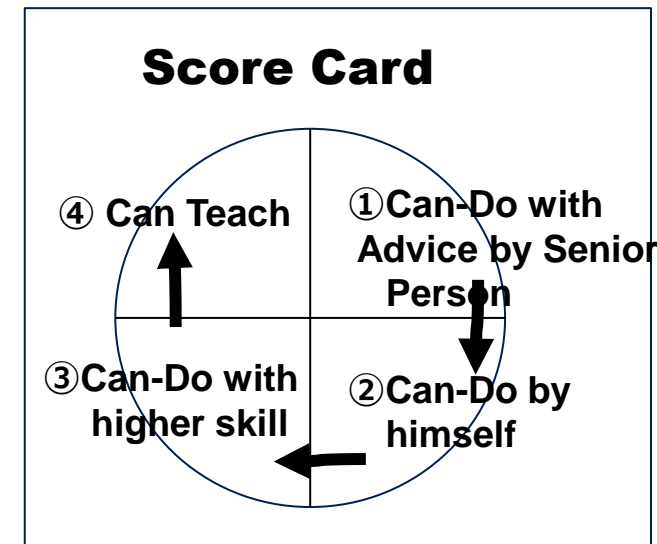 Score Card
①Can-Do with
Advice by Senior
Person
②Can-Do by
himself
③Can-Do with
higher skill
④ Can Teach